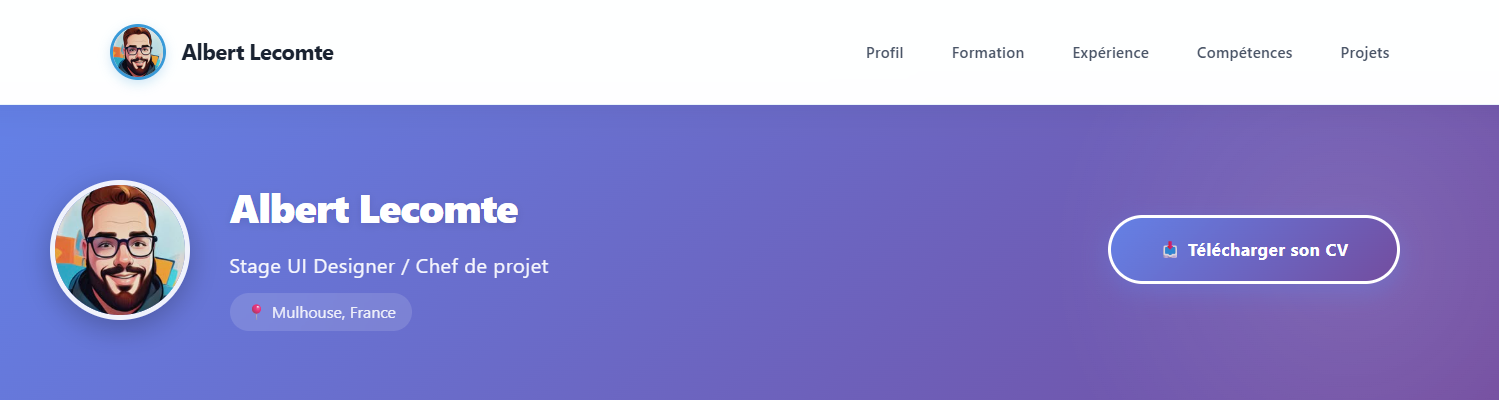 Albert Lecomte
Profil
Formation
Expérience
Compétences
Projets
Albert Lecomte
Stage UI Designer / Chef de projet
Mulhouse, France
Télécharger son CV